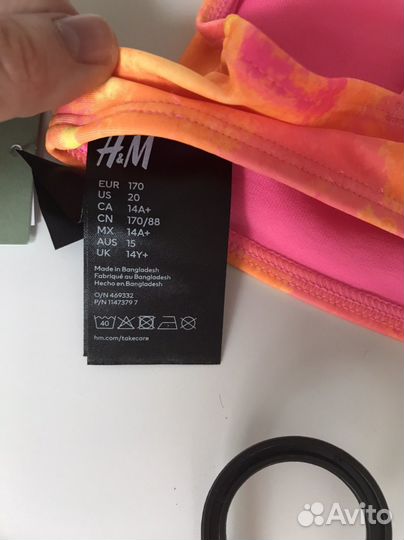 H&M
EUR 170
US 20
CA 14A+
CN 170/88
MX 14A+
AUS 15
UK 14Y+
Made in Bangladesh
Fabriqué au Bangladesh
Hecho en Bangladesh
O/N 469332
P/N 1147379 7
40
hm.com/takecare
Avito